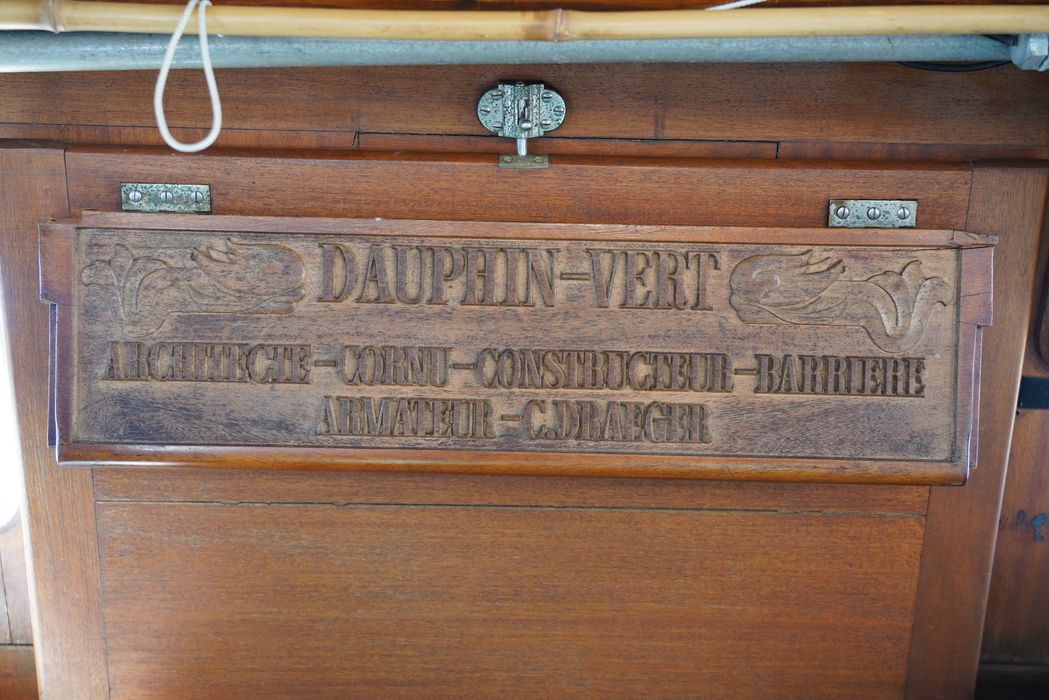 DAUPHIN-VERT
ARCHITECTE-CORNU-CONSTRUCTEUR-BARRIERE
ARMATEUR-C.DRAEGER